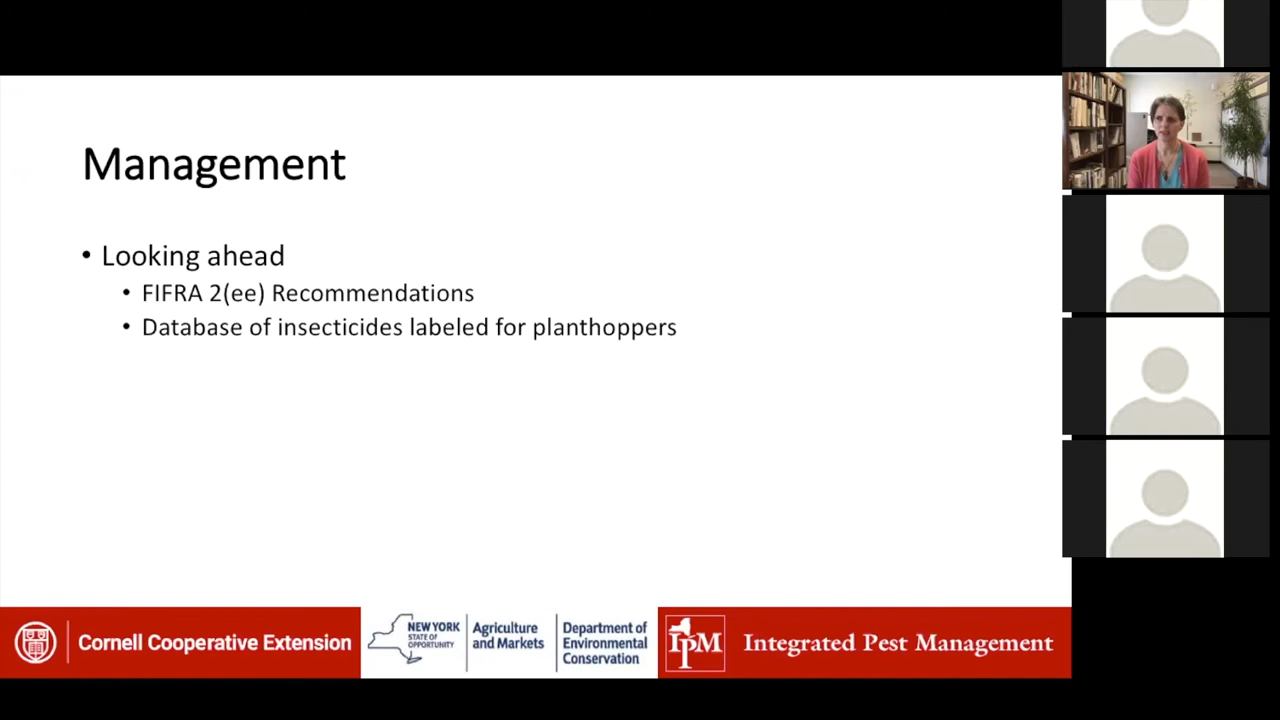 Management
• Looking ahead
• FIFRA 2(ee) Recommendations
• Database of insecticides labeled for planthoppers
Cornell Cooperative Extension
NEW YORK
STATE OF
OPPORTUNITY
Agriculture
and Markets
Department of
Environmental
Conservation
IPM
Integrated Pest Management